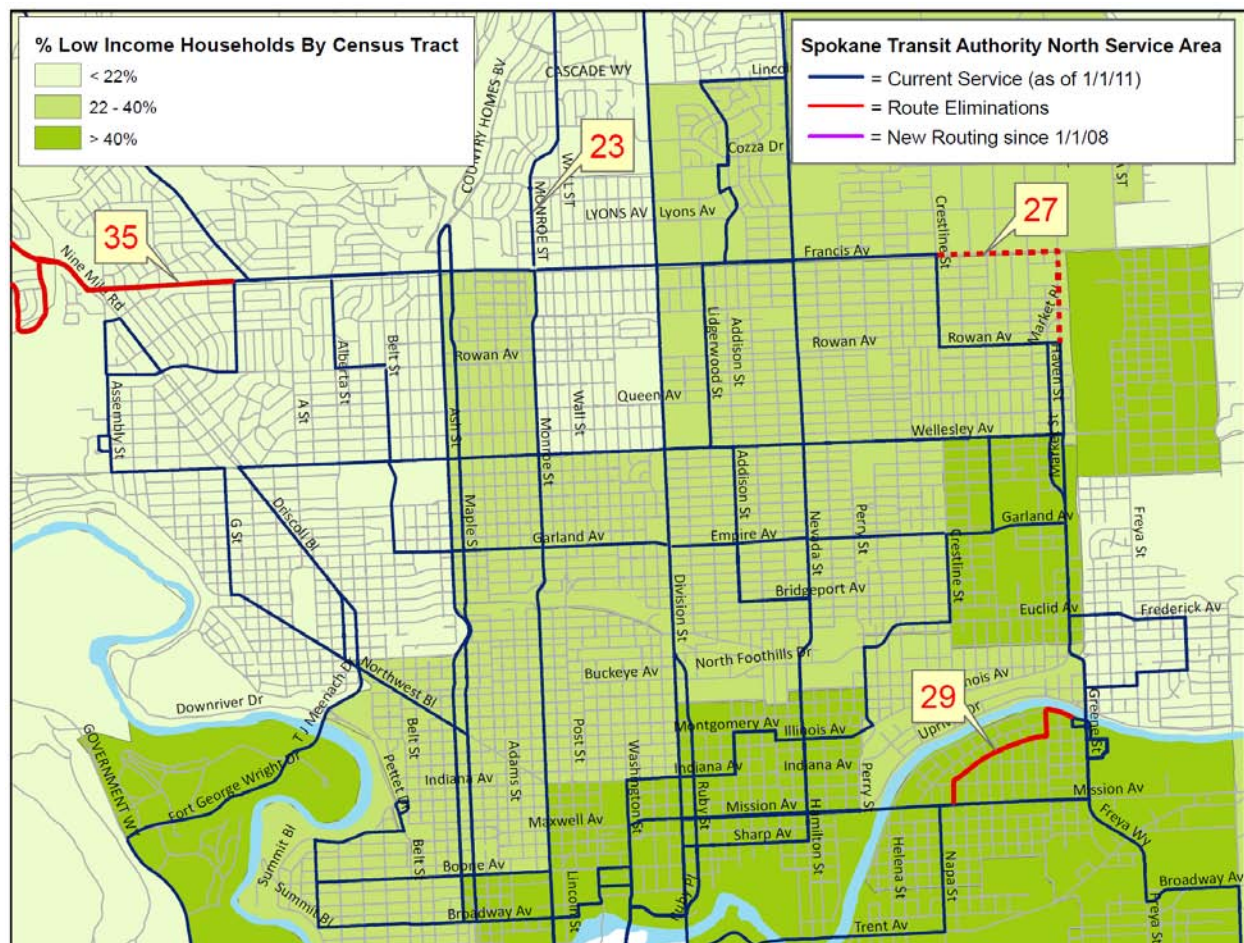 % Low Income Households By Census Tract
< 22%
22 - 40%
> 40%
Spokane Transit Authority North Service Area
= Current Service (as of 1/1/11)
= Route Eliminations
= New Routing since 1/1/08
CASCADE WY
COUNTRY HOMES BV
Cozza Dr
23
MONROE ST
LYONS AV
Lyons Av
Crestline St
27
35
Nine Mile Rd
Francis Av
Market Pl
Lidgerwood St
Addison St
Rowan Av
Rowan Av
Rowan Av
Haven St
Belt St
Alberta St
A St
Assembly St
Queen Av
Ash St
Wall St
Monroe St
Wellesley Av
Market St
Addison St
Driscoll Bl
G St
Garland Av
Empire Av
Nevada St
Perry St
Garland Av
Freya St
Crestline St
Bridgeport Av
Euclid Av
Frederick Av
Division St
North Foothills Dr
Buckeye Av
Northwest Bl
T J Meenach Dr
Downriver Dr
29
GOVERNMENT W
Montgomery Av
Illinois Av
Greene St
Belt St
Post St
Adams St
Washington St
Indiana Av
Indiana Av
Indiana Av
Fort George Wright Dr
Perry St
Ruby St
Mission Av
Mission Av
Hamilton St
Maxwell Av
Sharp Av
Freya Wy
Summit Bl
Belt St
Boone Av
Helena St
Napa St
Summit Bl
Broadway Av
Lincoln St
Ruby Pl
Broadway Av
Trent Av
Freya St